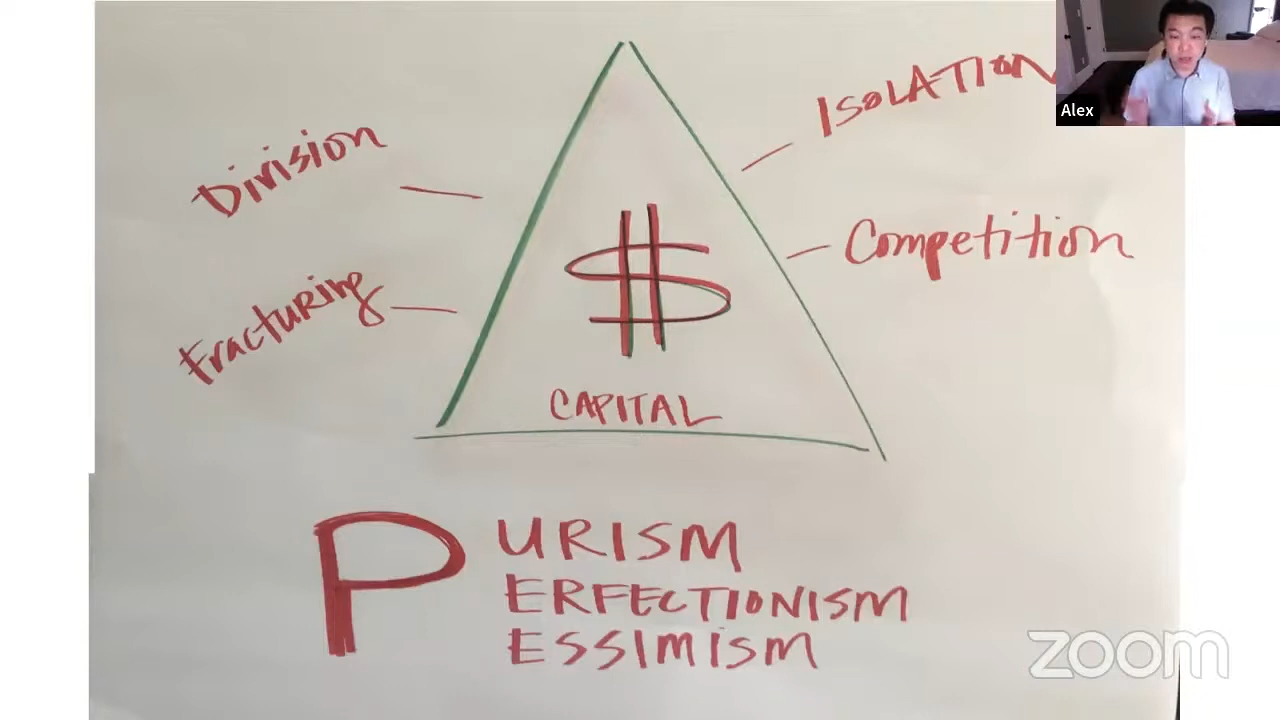 Division
Fracturing
ISOLATION
Competition
$
CAPITAL
PURISM
ERFECTIONISM
ESSIMISM
Alex
zoom